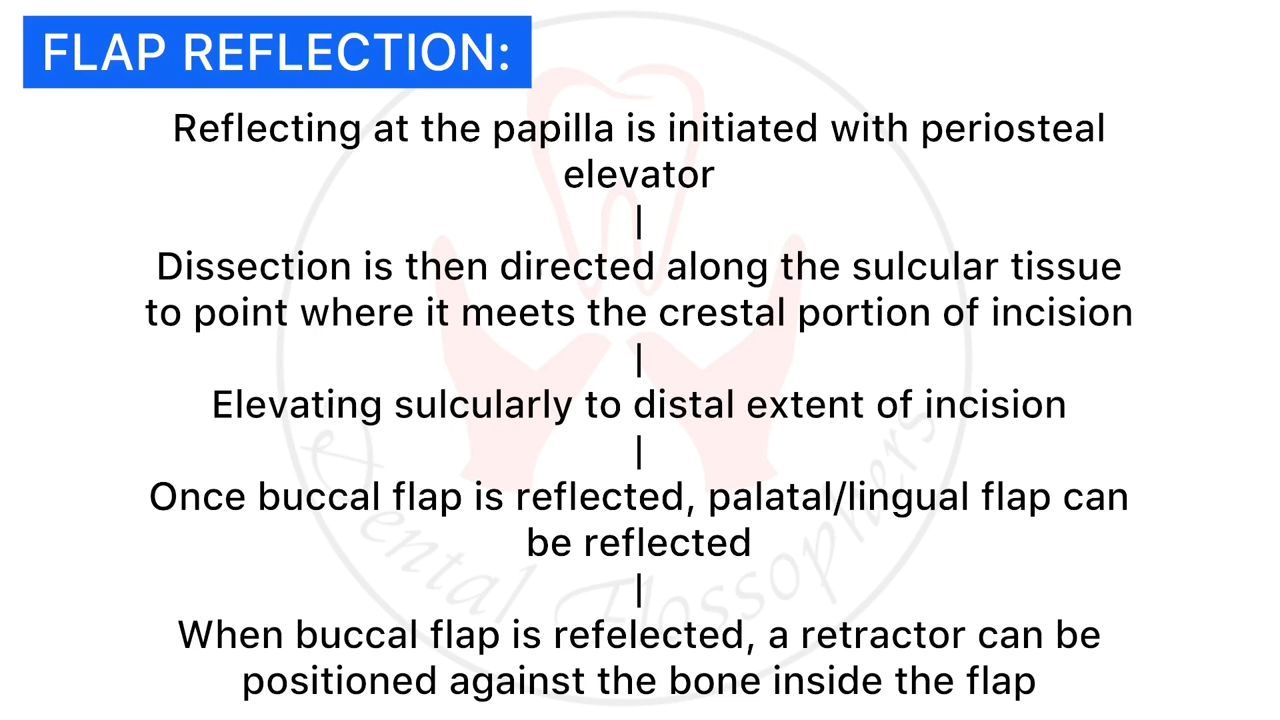 FLAP REFLECTION:
Reflecting at the papilla is initiated with periosteal
elevator
|
Dissection is then directed along the sulcular tissue
to point where it meets the crestal portion of incision
|
Elevating sulcularly to distal extent of incision
|
Once buccal flap is reflected, palatal/lingual flap can
be reflected
|
When buccal flap is refelected, a retractor can be
positioned against the bone inside the flap
Dental Flossophers